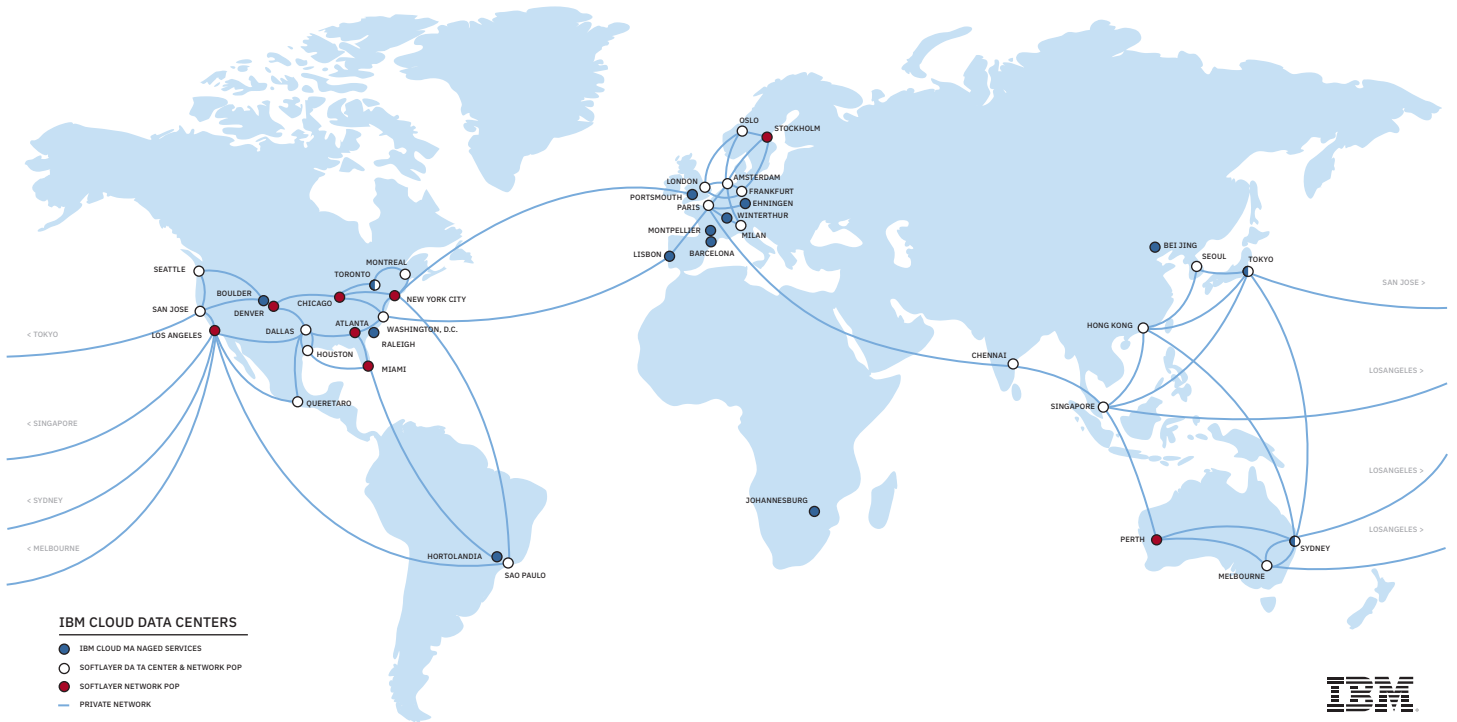 OSLO
STOCKHOLM
LONDON
AMSTERDAM
FRANKFURT
PORTSMOUTH
EHNINGEN
PARIS
WINTERTHUR
MONTPELLIER
MILAN
LISBON
BARCELONA
BEI JING
SEOUL
TOKYO
SEATTLE
MONTREAL
TORONTO
BOULDER
CHICAGO
NEW YORK CITY
SAN JOSE
DENVER
LOS ANGELES
DALLAS
ATLANTA
WASHINGTON, D.C.
RALEIGH
HOUSTON
MIAMI
QUERETARO
HONG KONG
CHENNAI
SINGAPORE
SAN JOSE >
< TOKYO
LOSANGELES >
< SINGAPORE
LOSANGELES >
< SYDNEY
JOHANNESBURG
LOSANGELES >
< MELBOURNE
PERTH
SYDNEY
MELBOURNE
HORTOLANDIA
SAO PAULO
IBM CLOUD DATA CENTERS
IBM CLOUD MA NAGED SERVICES
SOFTLAYER DA TA CENTER & NETWORK POP
SOFTLAYER NETWORK POP
PRIVATE NETWORK
IBM